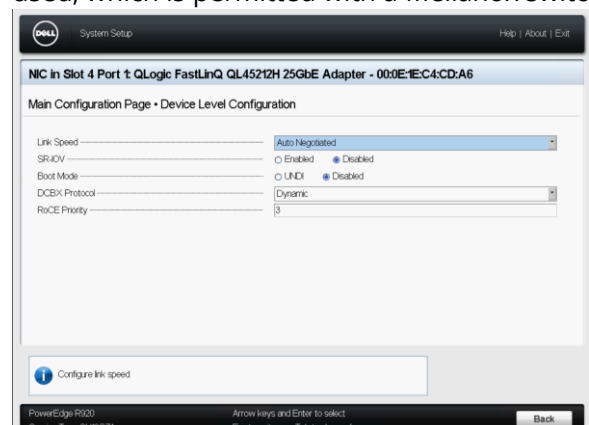 used, which is permitted with a Mellanox switc
DELL
System Setup
Help | About | Exit
NIC in Slot 4 Port 1: QLogic FastLinQ QL45212H 25GbE Adapter - 00:0E:1E:C4:CD:A6
Main Configuration Page • Device Level Configuration
Link Speed Auto Negotiated
SR-IOV Enabled Disabled
Boot Mode UNDI Disabled
DCBX Protocol Dynamic
RoCE Priority 3
Configure link speed
PowerEdge R920
Arrow keys and Enter to select
Back